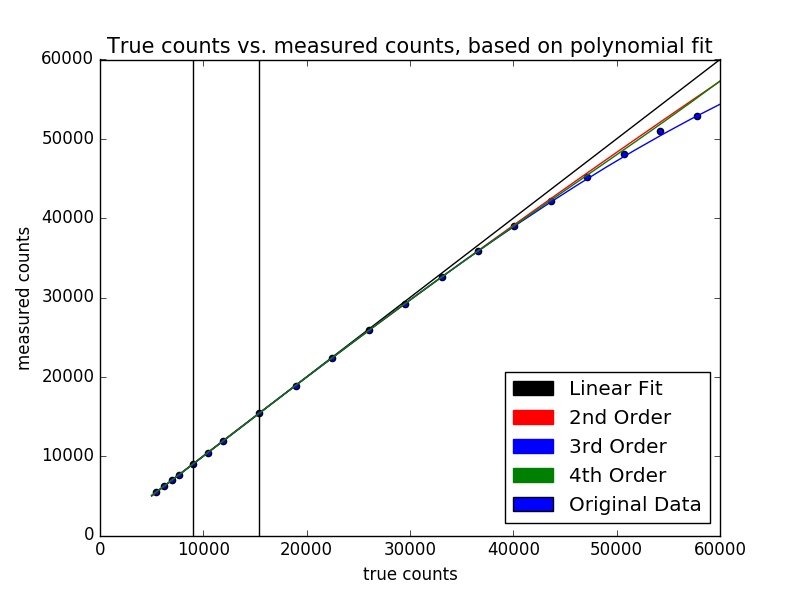 True counts vs. measured counts, based on polynomial fit
60000
50000
40000
30000
20000
10000
0
measured counts
Linear Fit
2nd Order
3rd Order
4th Order
Original Data
0 10000 20000 30000 40000 50000 60000
true counts